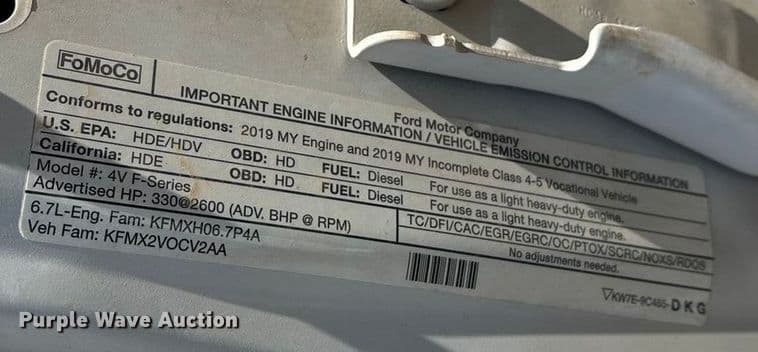 FoMoCo
Ford Motor Company
IMPORTANT ENGINE INFORMATION / VEHICLE EMISSION CONTROL INFORMATION
Conforms to regulations: 2019 MY Engine and 2019 MY Incomplete Class 4-5 Vocational Vehicle
U.S. EPA: HDE/HDV OBD: HD FUEL: Diesel For use as a light heavy-duty engine.
California: HDE OBD: HD FUEL: Diesel For use as a light heavy-duty engine.
Model #: 4V F-Series
Advertised HP: 330@2600 (ADV. BHP @ RPM) TC/DFI/CAC/EGR/EGRC/OC/PTOX/SCRC/NOXS/RDQS
6.7L-Eng. Fam: KFMXH06.7P4A No adjustments needed.
Veh Fam: KFMX2VOCV2AA
KW7E-9C485-DKG
Purple Wave Auction